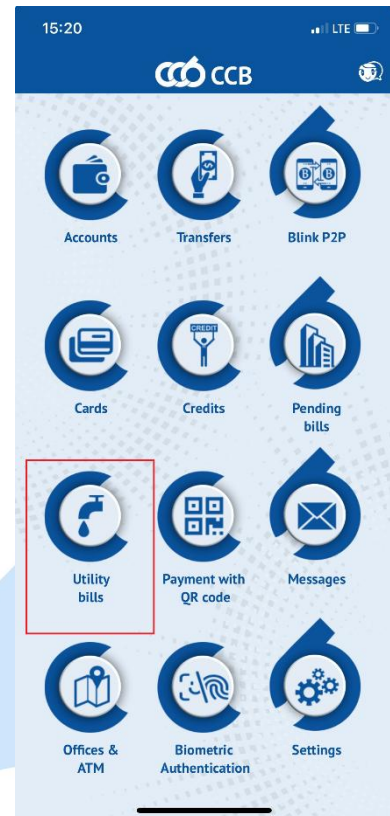 15:20 LTE
CCB
Accounts Transfers Blink P2P
CREDIT
Cards Credits Pending
bills
Utility Payment with Messages
bills QR code
Offices & Biometric Settings
ATM Authentication